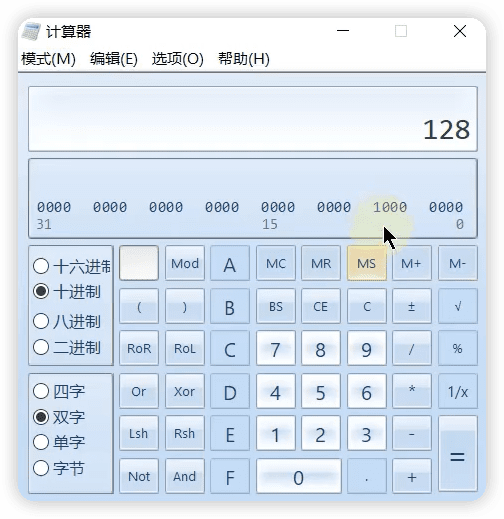 计算器
模式(M) 编辑(E) 选项(O) 帮助(H)
128
0000 0000 0000 0000 0000 0000 1000 0000
31 15 0
十六进制 Mod A MC MR MS M+ M-
十进制
八进制 ( ) B BS CE C ± √
二进制 RoR RoL C 7 8 9 / %
四字 Or Xor D 4 5 6 * 1/x
双字
单字 Lsh Rsh E 1 2 3 - =
字节 Not And F 0 . +